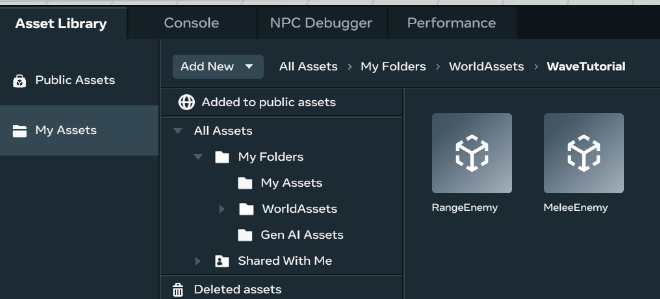 Asset Library Console NPC Debugger Performance
Public Assets
My Assets
Add New All Assets > My Folders > WorldAssets > WaveTutorial
Added to public assets
All Assets
My Folders
My Assets
WorldAssets
Gen AI Assets
Shared With Me
Deleted assets
RangeEnemy MeleeEnemy